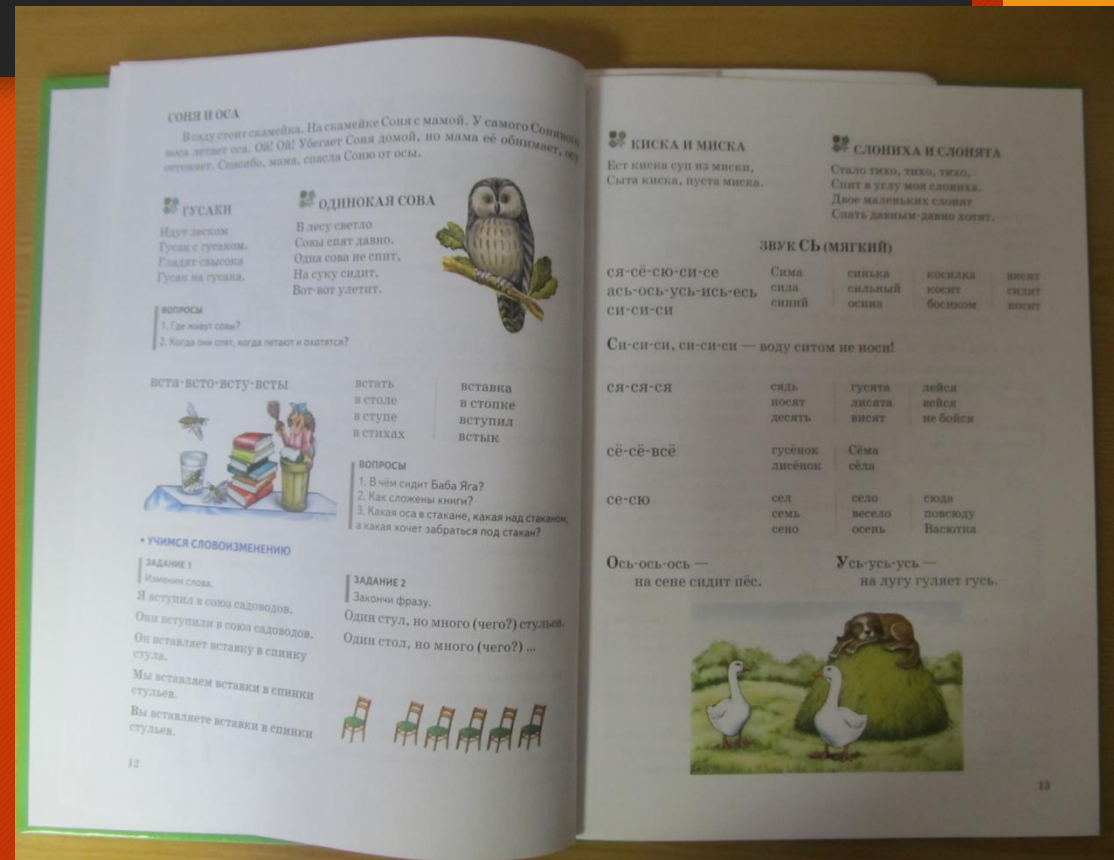 СОНЯ И ОСА
В саду стоит скамейка. На скамейке Соня с мамой. У самого Сониного
носа летает оса. Ой! Ой! Убегает Соня домой, но мама её обнимает, осу
отгоняет. Спасибо, мама, спасла Соню от осы.
ГУСАКИ
Идут леском
Гусак с гусаком.
Глядит свысока
Гусак на гусака.
ОДИНОКАЯ СОВА
В лесу светло
Совы спят давно.
Одна сова не спит,
На суку сидит,
Вот-вот улетит.
ВОПРОСЫ
1. Где живут совы?
2. Когда они спят, когда летают и охотятся?
вста-всто-всту-всты
встать
в столе
в ступе
в стихах
вставка
в стопке
вступил
встык
ВОПРОСЫ
1. В чём сидит Баба Яга?
2. Как сложены книги?
3. Какая оса в стакане, какая над стаканом,
а какая хочет забраться под стакан?
• УЧИМСЯ СЛОВОИЗМЕНЕНИЮ
ЗАДАНИЕ 1
Измени слова.
Я вступил в союз садоводов.
Они вступили в союз садоводов.
Он вставляет вставку в спинку
стула.
Мы вставляем вставки в спинки
стульев.
Вы вставляете вставки в спинки
стульев.
ЗАДАНИЕ 2
Закончи фразу.
Один стул, но много (чего?) стульев.
Один стол, но много (чего?) ...
12
КИСКА И МИСКА
Ест киска суп из миски,
Сыта киска, пуста миска.
СЛОНИХА И СЛОНЯТА
Стало тихо, тихо, тихо,
Спит в углу моя слониха.
Двое маленьких слонят
Спать давным-давно хотят.
ЗВУК СЬ (МЯГКИЙ)
ся-сё-сю-си-се
ась-ось-усь-ись-есь
си-си-си
Сима синька косилка висит
сила сильный косит сидит
синий осина босиком носит
Си-си-си, си-си-си — воду ситом не носи!
ся-ся-ся
сядь гусята лейся
носят лисята вейся
десять висят не бойся
сё-сё-всё
гусёнок Сёма
лисёнок сёла
се-сю
сел село сюда
семь весело повсюду
сено осень Васютка
Ось-ось-ось —
на сене сидит пёс.
Усь-усь-усь —
на лугу гуляет гусь.
13